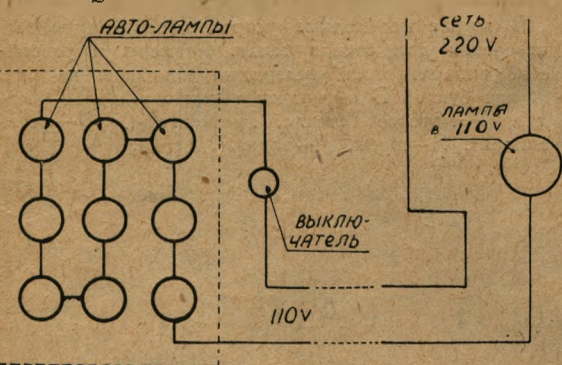 АВТО-ЛАМПЫ
сеть
220 V
ЛАМПА
в 110 V
ВЫКЛЮ-
ЧАТЕЛЬ
110 V